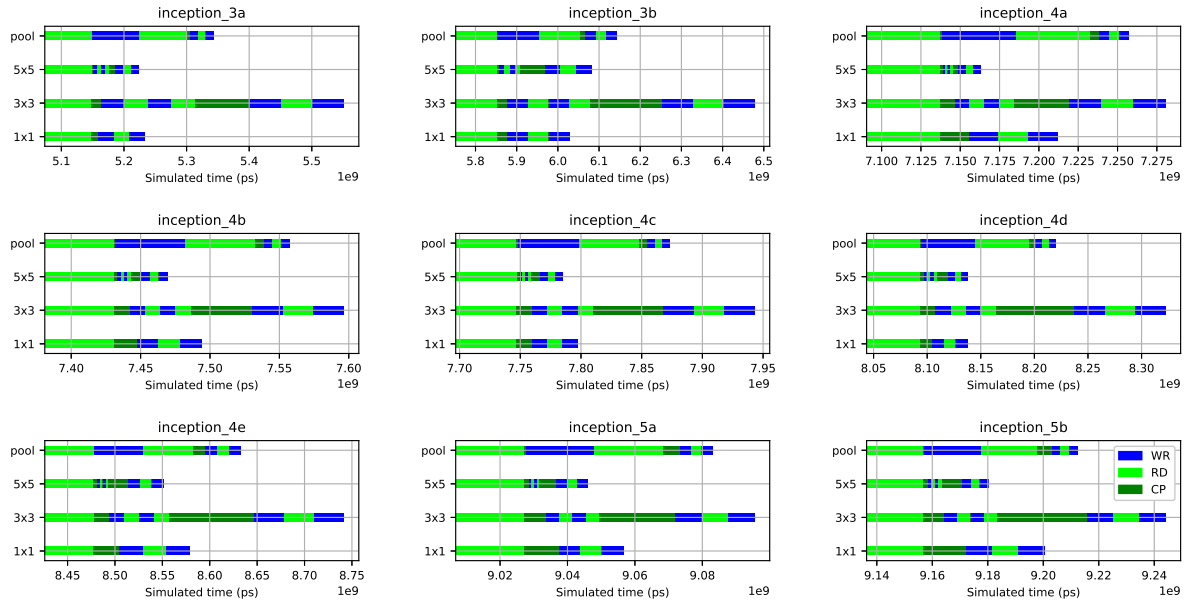 inception_3a
inception_3b
inception_4a
pool
5x5
3x3
1x1
5.1 5.2 5.3 5.4 5.5
Simulated time (ps)
1e9
pool
5x5
3x3
1x1
5.8 5.9 6.0 6.1 6.2 6.3 6.4 6.5
Simulated time (ps)
1e9
pool
5x5
3x3
1x1
7.100 7.125 7.150 7.175 7.200 7.225 7.250 7.275
Simulated time (ps)
1e9
inception_4b
inception_4c
inception_4d
pool
5x5
3x3
1x1
7.40 7.45 7.50 7.55 7.60
Simulated time (ps)
1e9
pool
5x5
3x3
1x1
7.70 7.75 7.80 7.85 7.90 7.95
Simulated time (ps)
1e9
pool
5x5
3x3
1x1
8.05 8.10 8.15 8.20 8.25 8.30
Simulated time (ps)
1e9
inception_4e
inception_5a
inception_5b
pool
5x5
3x3
1x1
8.45 8.50 8.55 8.60 8.65 8.70 8.75
Simulated time (ps)
1e9
pool
5x5
3x3
1x1
9.02 9.04 9.06 9.08
Simulated time (ps)
1e9
pool
5x5
3x3
1x1
WR
RD
CP
9.14 9.16 9.18 9.20 9.22 9.24
Simulated time (ps)
1e9